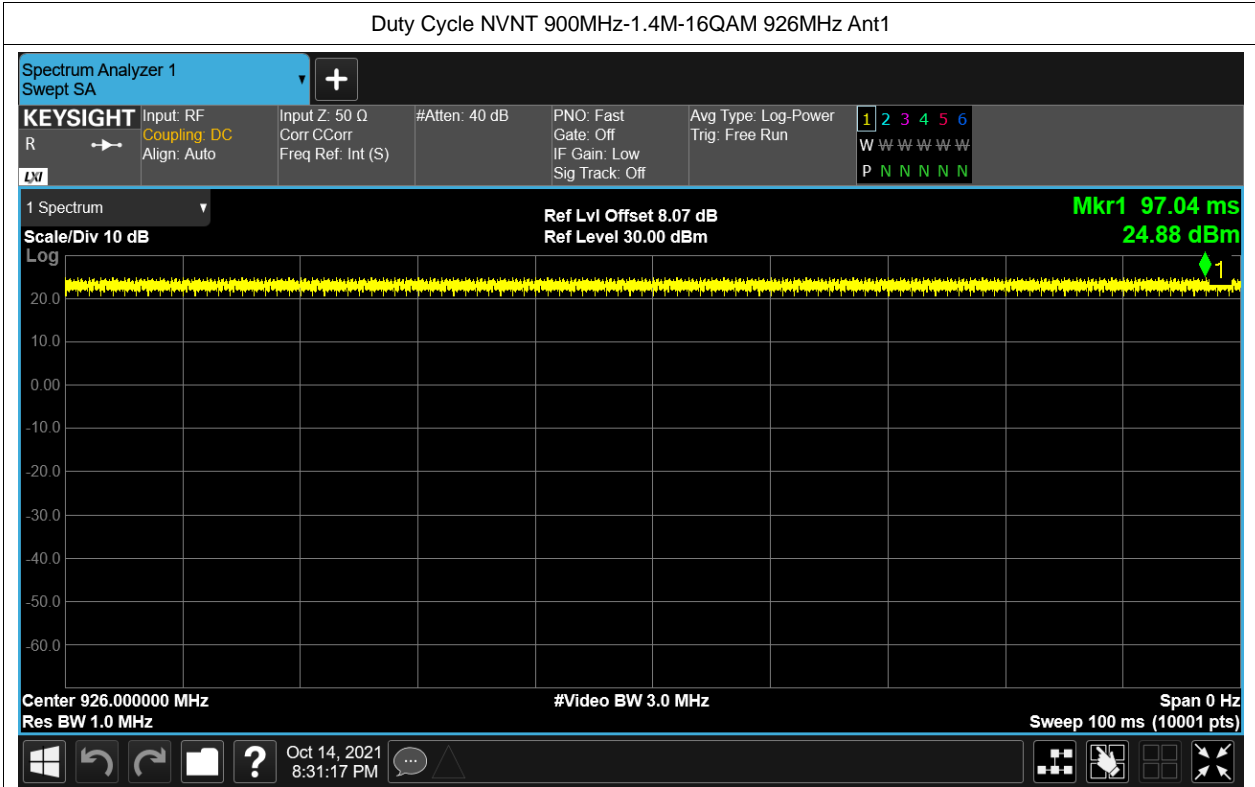 Duty Cycle NVNT 900MHz-1.4M-16QAM 926MHz Ant1
Spectrum Analyzer 1
Swept SA
KEYSIGHT
R
LXI
Input: RF
Coupling: DC
Align: Auto
Input Z: 50 Ω
Corr CCorr
Freq Ref: Int (S)
#Atten: 40 dB
PNO: Fast
Gate: Off
IF Gain: Low
Sig Track: Off
Avg Type: Log-Power
Trig: Free Run
1 2 3 4 5 6
W W W W W W
P N N N N N
1 Spectrum
Scale/Div 10 dB
Ref Lvl Offset 8.07 dB
Ref Level 30.00 dBm
Mkr1 97.04 ms
24.88 dBm
Log
1
20.0
10.0
0.00
-10.0
-20.0
-30.0
-40.0
-50.0
-60.0
Center 926.000000 MHz
Res BW 1.0 MHz
#Video BW 3.0 MHz
Span 0 Hz
Sweep 100 ms (10001 pts)
?
Oct 14, 2021
8:31:17 PM